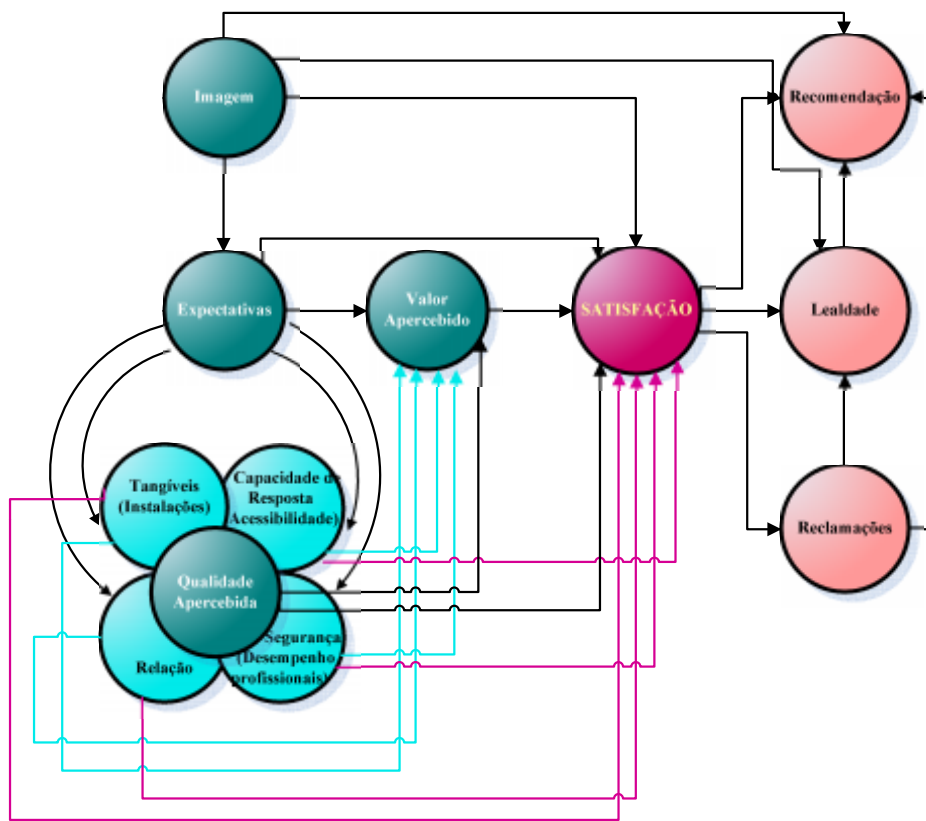 Imagem
Recomendação
Expectativas
Valor
Apercebido
SATISFAÇÃO
Lealdade
Tangíveis
(Instalações)
Capacidade de
Resposta
Acessibilidade)
Qualidade
Apercebida
Reclamações
Relação
Segurança
(Desempenho
profissionais)